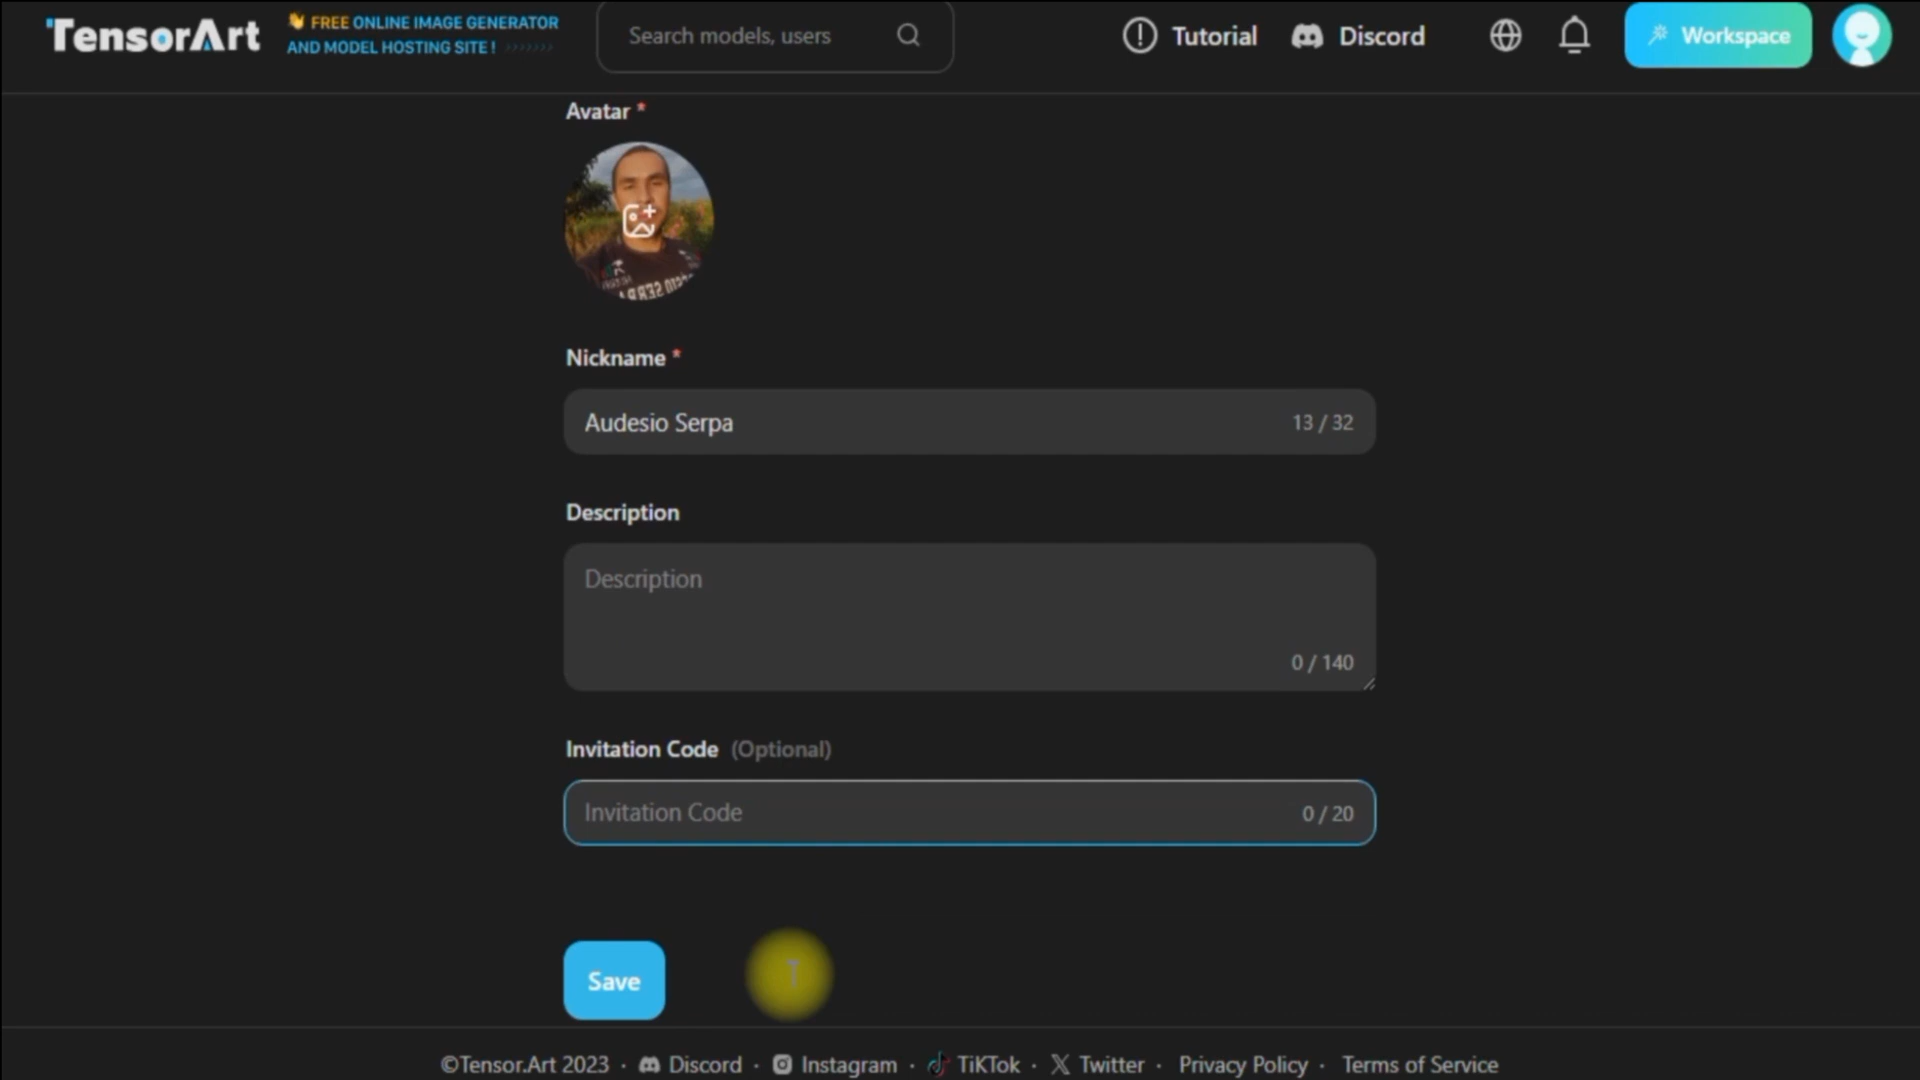 TensorArt
👋 FREE ONLINE IMAGE GENERATOR
AND MODEL HOSTING SITE !
Search models, users
Tutorial
Discord
Workspace
Avatar *
Nickname *
Audesio Serpa
13 / 32
Description
Description
0 / 140
Invitation Code (Optional)
Invitation Code
0 / 20
Save
©Tensor.Art 2023 · Discord · Instagram · TiKTok · Twitter · Privacy Policy · Terms of Service